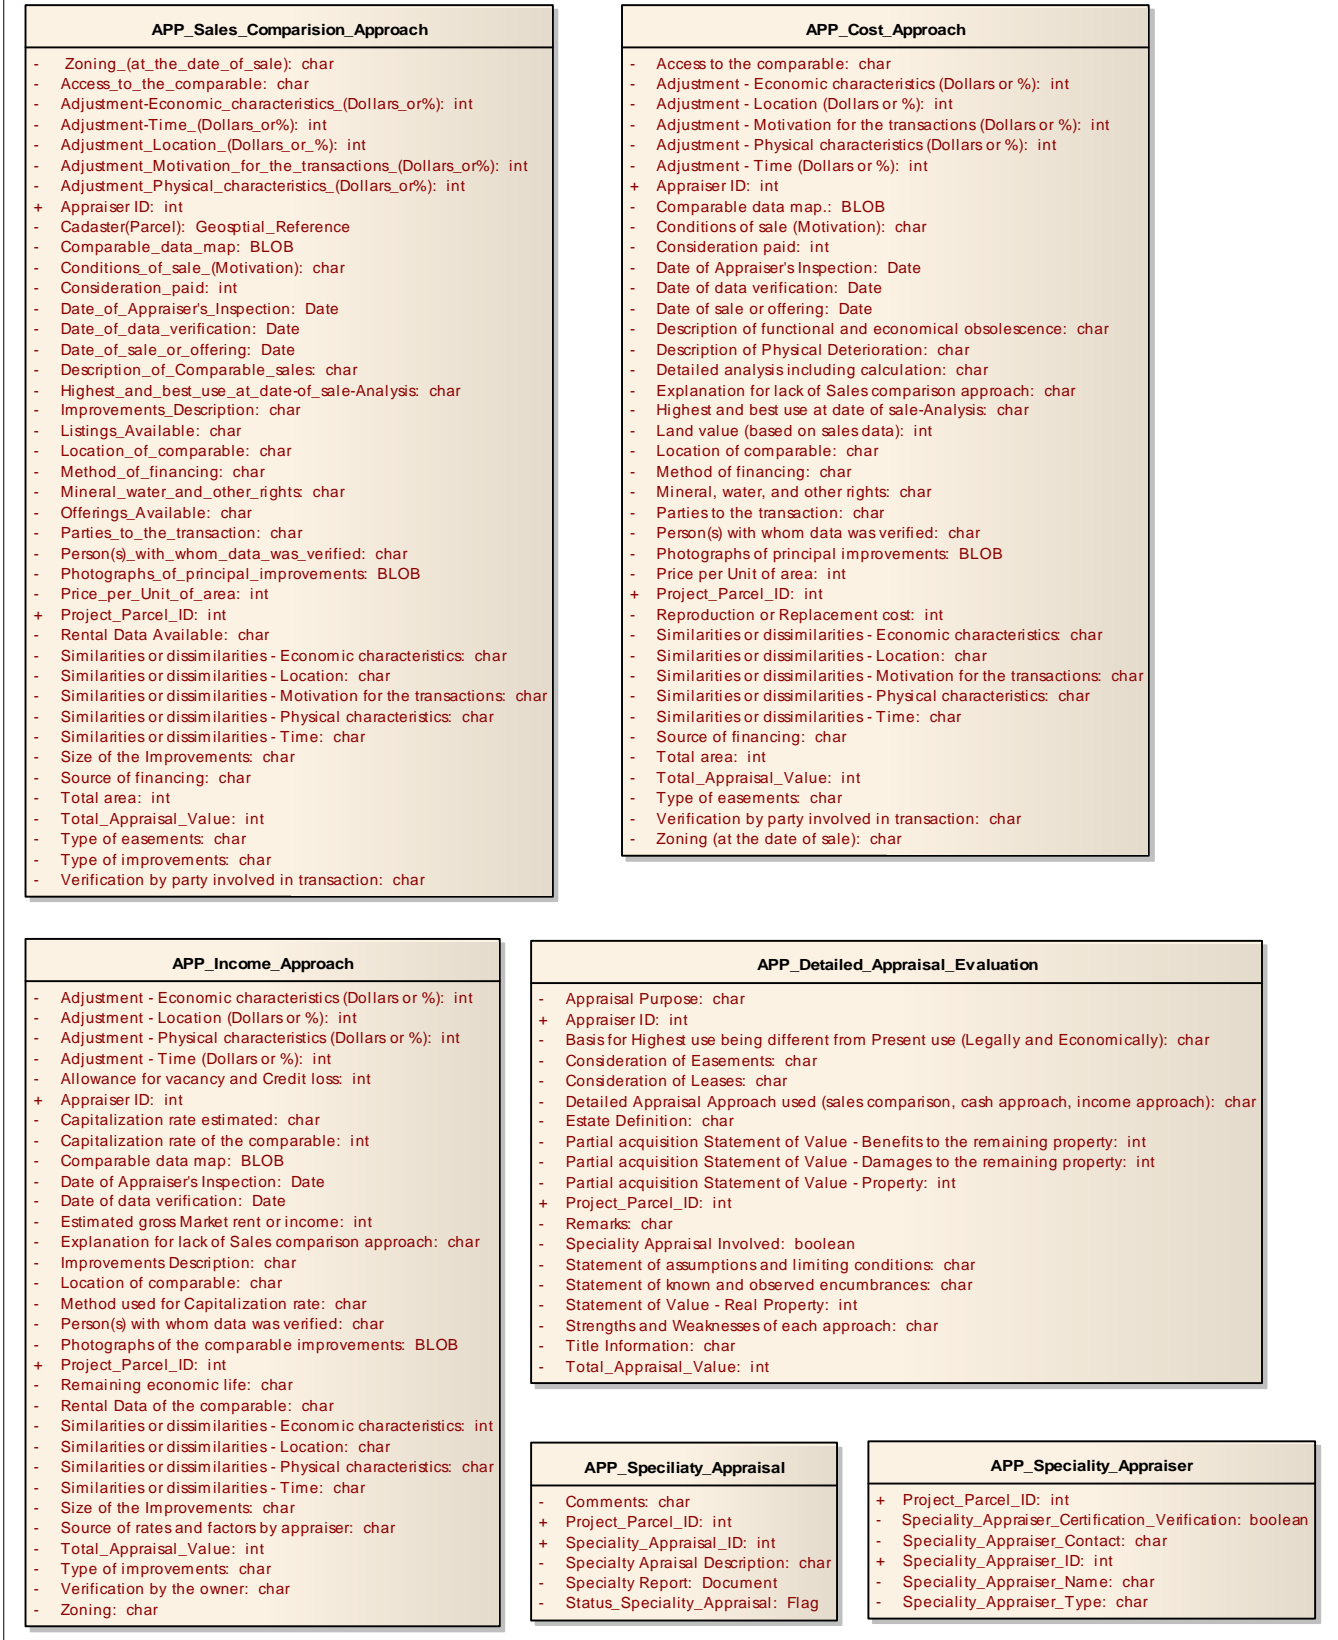 APP_Sales_Comparision_Approach
- Zoning_(at_the_date_of_sale): char
- Access_to_the_comparable: char
- Adjustment-Economic_characteristics_(Dollars_or%): int
- Adjustment-Time_(Dollars_or%): int
- Adjustment_Location_(Dollars_or_%): int
- Adjustment_Motivation_for_the_transactions_(Dollars_or%): int
- Adjustment_Physical_characteristics_(Dollars_or%): int
+ Appraiser ID: int
- Cadaster(Parcel): Geosptial_Reference
- Comparable_data_map: BLOB
- Conditions_of_sale_(Motivation): char
- Consideration_paid: int
- Date_of_Appraiser's_Inspection: Date
- Date_of_data_verification: Date
- Date_of_sale_or_offering: Date
- Description_of_Comparable_sales: char
- Highest_and_best_use_at_date-of_sale-Analysis: char
- Improvements_Description: char
- Listings_Available: char
- Location_of_comparable: char
- Method_of_financing: char
- Mineral_water_and_other_rights: char
- Offerings_Available: char
- Parties_to_the_transaction: char
- Person(s)_with_whom_data_was_verified: char
- Photographs_of_principal_improvements: BLOB
- Price_per_Unit_of_area: int
+ Project_Parcel_ID: int
- Rental Data Available: char
- Similarities or dissimilarities - Economic characteristics: char
- Similarities or dissimilarities - Location: char
- Similarities or dissimilarities - Motivation for the transactions: char
- Similarities or dissimilarities - Physical characteristics: char
- Similarities or dissimilarities - Time: char
- Size of the Improvements: char
- Source of financing: char
- Total area: int
- Total_Appraisal_Value: int
- Type of easements: char
- Type of improvements: char
- Verification by party involved in transaction: char
APP_Cost_Approach
- Access to the comparable: char
- Adjustment - Economic characteristics (Dollars or %): int
- Adjustment - Location (Dollars or %): int
- Adjustment - Motivation for the transactions (Dollars or %): int
- Adjustment - Physical characteristics (Dollars or %): int
- Adjustment - Time (Dollars or %): int
+ Appraiser ID: int
- Comparable data map.: BLOB
- Conditions of sale (Motivation): char
- Consideration paid: int
- Date of Appraiser's Inspection: Date
- Date of data verification: Date
- Date of sale or offering: Date
- Description of functional and economical obsolescence: char
- Description of Physical Deterioration: char
- Detailed analysis including calculation: char
- Explanation for lack of Sales comparison approach: char
- Highest and best use at date of sale-Analysis: char
- Land value (based on sales data): int
- Location of comparable: char
- Method of financing: char
- Mineral, water, and other rights: char
- Parties to the transaction: char
- Person(s) with whom data was verified: char
- Photographs of principal improvements: BLOB
- Price per Unit of area: int
+ Project_Parcel_ID: int
- Reproduction or Replacement cost: int
- Similarities or dissimilarities - Economic characteristics: char
- Similarities or dissimilarities - Location: char
- Similarities or dissimilarities - Motivation for the transactions: char
- Similarities or dissimilarities - Physical characteristics: char
- Similarities or dissimilarities - Time: char
- Source of financing: char
- Total area: int
- Total_Appraisal_Value: int
- Type of easements: char
- Verification by party involved in transaction: char
- Zoning (at the date of sale): char
APP_Income_Approach
- Adjustment - Economic characteristics (Dollars or %): int
- Adjustment - Location (Dollars or %): int
- Adjustment - Physical characteristics (Dollars or %): int
- Adjustment - Time (Dollars or %): int
- Allowance for vacancy and Credit loss: int
+ Appraiser ID: int
- Capitalization rate estimated: char
- Capitalization rate of the comparable: int
- Comparable data map: BLOB
- Date of Appraiser's Inspection: Date
- Date of data verification: Date
- Estimated gross Market rent or income: int
- Explanation for lack of Sales comparison approach: char
- Improvements Description: char
- Location of comparable: char
- Method used for Capitalization rate: char
- Person(s) with whom data was verified: char
- Photographs of the comparable improvements: BLOB
+ Project_Parcel_ID: int
- Remaining economic life: char
- Rental Data of the comparable: char
- Similarities or dissimilarities - Economic characteristics: int
- Similarities or dissimilarities - Location: char
- Similarities or dissimilarities - Physical characteristics: char
- Similarities or dissimilarities - Time: char
- Size of the Improvements: char
- Source of rates and factors by appraiser: char
- Total_Appraisal_Value: int
- Type of improvements: char
- Verification by the owner: char
- Zoning: char
APP_Detailed_Appraisal_Evaluation
- Appraisal Purpose: char
+ Appraiser ID: int
- Basis for Highest use being different from Present use (Legally and Economically): char
- Consideration of Easements: char
- Consideration of Leases: char
- Detailed Appraisal Approach used (sales comparison, cash approach, income approach): char
- Estate Definition: char
- Partial acquisition Statement of Value - Benefits to the remaining property: int
- Partial acquisition Statement of Value - Damages to the remaining property: int
- Partial acquisition Statement of Value - Property: int
+ Project_Parcel_ID: int
- Remarks: char
- Speciality Appraisal Involved: boolean
- Statement of assumptions and limiting conditions: char
- Statement of known and observed encumbrances: char
- Statement of Value - Real Property: int
- Strengths and Weaknesses of each approach: char
- Title Information: char
- Total_Appraisal_Value: int
APP_Speciliaty_Appraisal
- Comments: char
+ Project_Parcel_ID: int
+ Speciality_Appraisal_ID: int
- Specialty Apraisal Description: char
- Specialty Report: Document
- Status_Speciality_Appraisal: Flag
APP_Speciality_Appraiser
+ Project_Parcel_ID: int
- Speciality_Appraiser_Certification_Verification: boolean
- Speciality_Appraiser_Contact: char
+ Speciality_Appraiser_ID: int
- Speciality_Appraiser_Name: char
- Speciality_Appraiser_Type: char